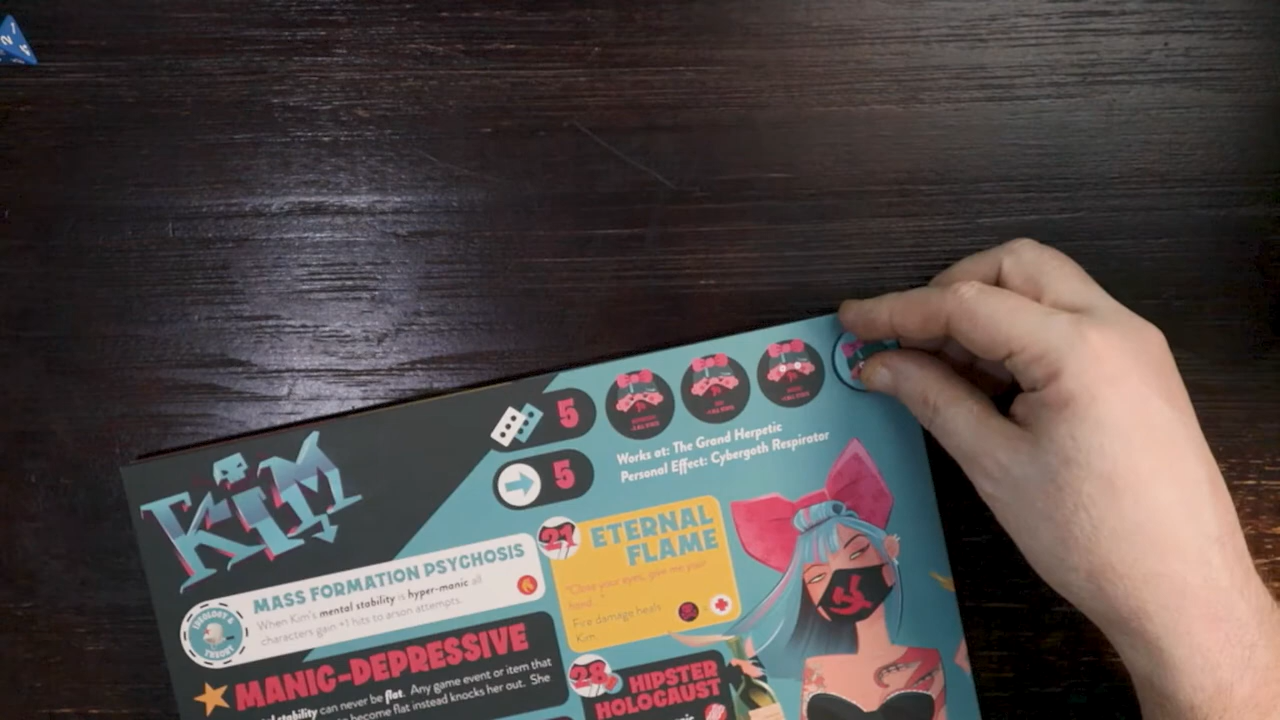 KIM
5
5
Works at: The Grand Herpetic
Personal Effect: Cybergoth Respirator
MASS FORMATION PSYCHOSIS
When Kim's mental stability is hyper-manic all
characters gain +1 hits to arson attempts.
IDEOLOGY &
THEORY
MANIC-DEPRESSIVE
stability can never be flat. Any game event or item that
become flat instead knocks her out. She
21
ETERNAL
FLAME
"Close your eyes, give me your
hand..."
Fire damage heals
Kim.
28
HIPSTER
HOLOCAUST